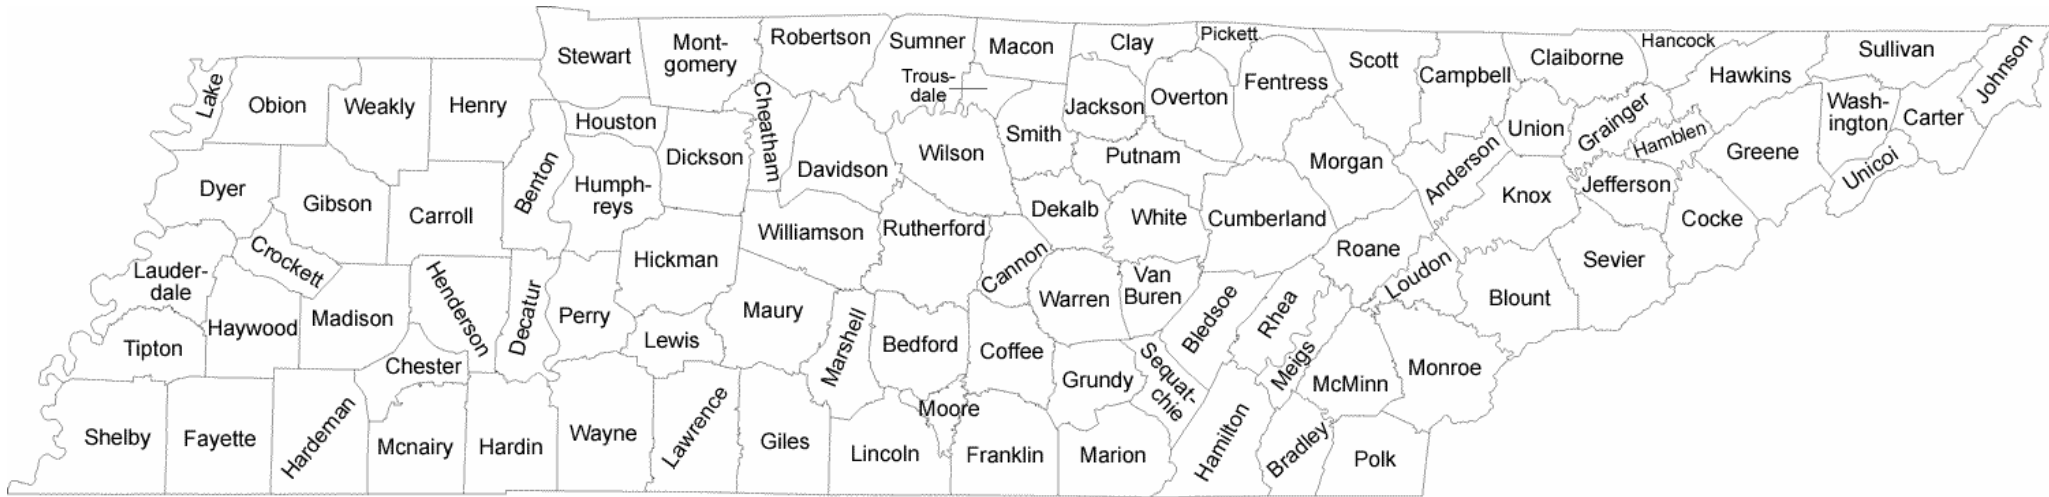 Lake
Obion
Weakly
Henry
Stewart
Mont-
gomery
Robertson
Sumner
Macon
Trous-
dale
Clay
Pickett
Fentress
Scott
Campbell
Claiborne
Hancock
Hawkins
Sullivan
Johnson
Houston
Dickson
Cheatham
Davidson
Wilson
Smith
Jackson
Overton
Putnam
Morgan
Anderson
Union
Grainger
Hamblen
Greene
Wash-
ington
Carter
Unicoi
Dyer
Gibson
Carroll
Benton
Humph-
reys
Hickman
Williamson
Rutherford
Cannon
Dekalb
White
Cumberland
Roane
Loudon
Knox
Jefferson
Cocke
Sevier
Blount
Lauder-
dale
Crockett
Haywood
Madison
Henderson
Decatur
Perry
Lewis
Maury
Marshall
Bedford
Coffee
Warren
Van
Buren
Bledsoe
Rhea
Meigs
McMinn
Monroe
Tipton
Chester
Grundy
Sequat-
chie
Shelby
Fayette
Hardeman
Mcnairy
Hardin
Wayne
Lawrence
Giles
Lincoln
Moore
Franklin
Marion
Hamilton
Bradley
Polk